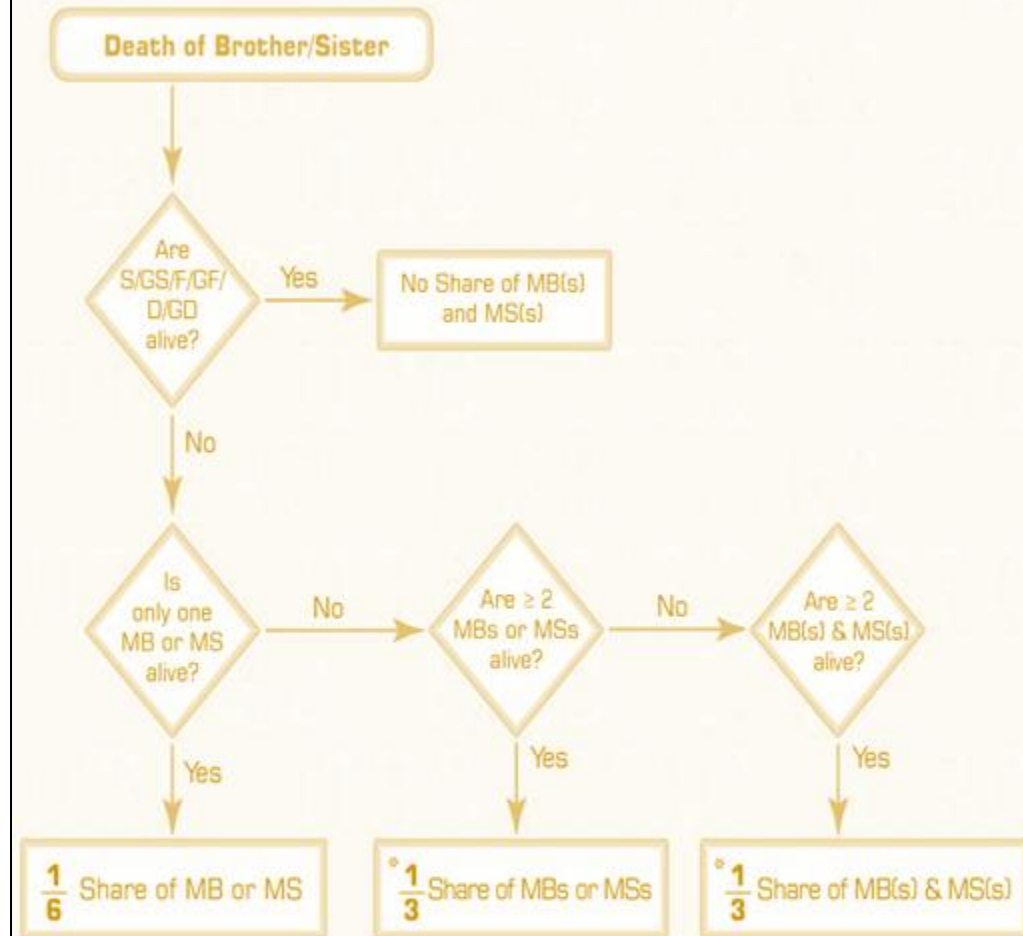 Death of Brother/Sister
Are
S/GS/F/GF/
D/GD
alive?
Yes
No Share of MB(s)
and MS(s)
No
Is
only one
MB or MS
alive?
No
Are ≥ 2
MBs or MSs
alive?
No
Are ≥ 2
MB(s) & MS(s)
alive?
Yes
Yes
Yes
1/6 Share of MB or MS
*1/3 Share of MBs or MSs
*1/3 Share of MB(s) & MS(s)